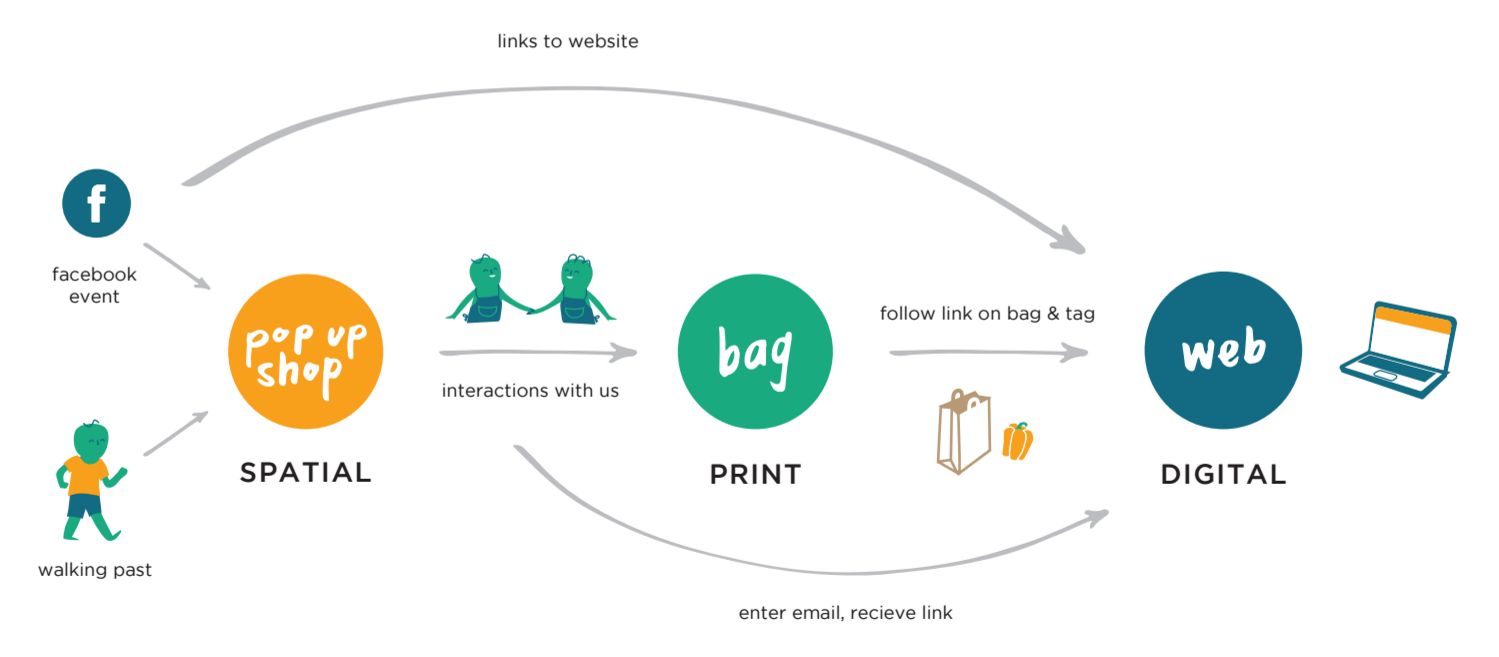 links to website
f
facebook
event
pop up
shop
SPATIAL
walking past
interactions with us
bag
PRINT
follow link on bag & tag
web
DIGITAL
enter email, recieve link